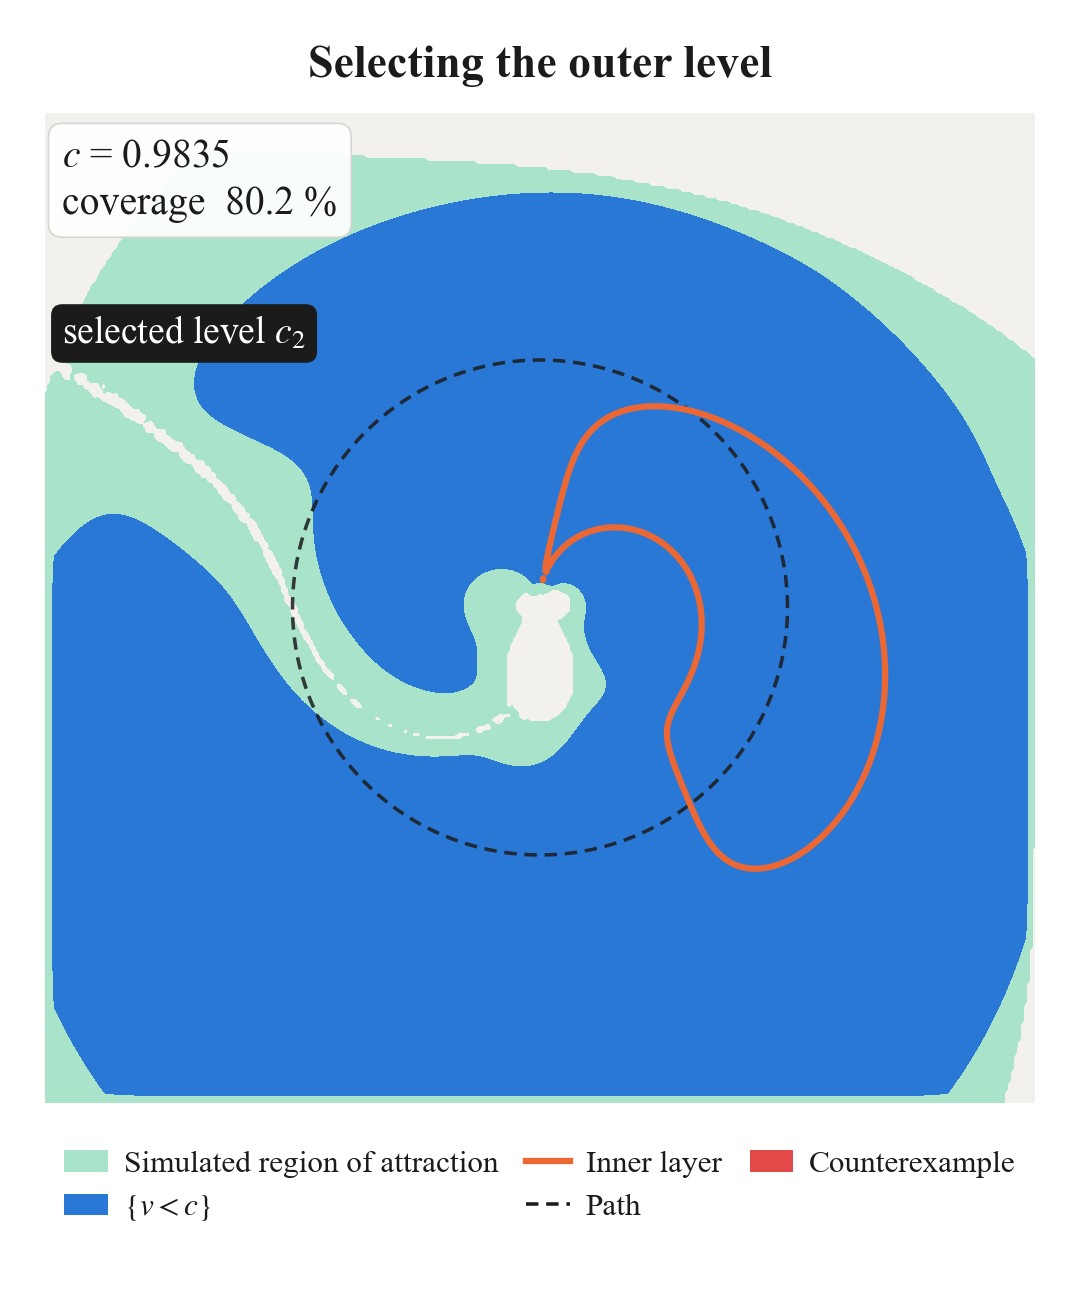 Selecting the outer level
c = 0.9835
coverage 80.2 %
selected level c₂
Simulated region of attraction
Inner layer
Counterexample
{v < c}
Path